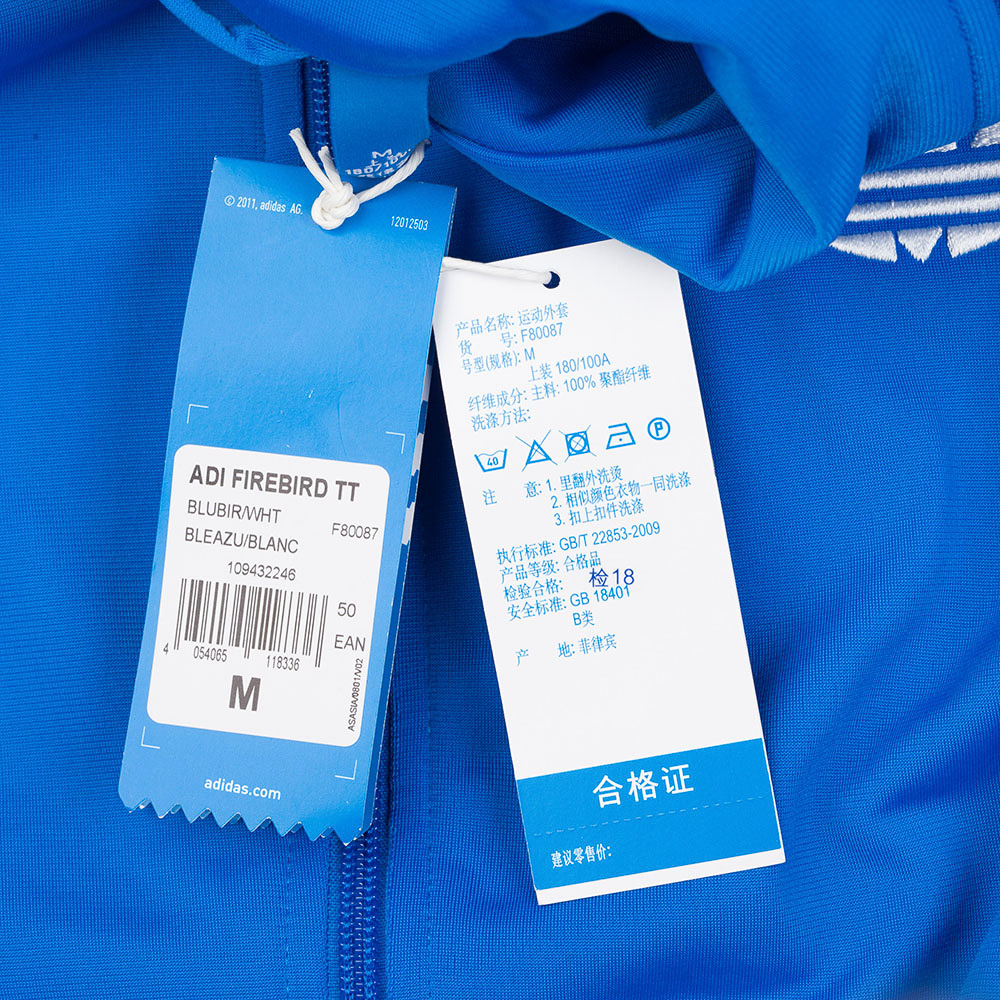 M
© 2011, adidas AG.
12012503
ADI FIREBIRD TT
BLUBIR/WHT
F80087
BLEAZU/BLANC
109432246
50
EAN
4 054065 118336
M
ASASIA/0801/V02
adidas.com
产品名称: 运动外套
货 号: F80087
号型(规格): M
上装 180/100A
纤维成分: 主料: 100% 聚酯纤维
洗涤方法:
40
P
注 意: 1. 里翻外洗烫
2. 相似颜色衣物一同洗涤
3. 扣上扣件洗涤
执行标准: GB/T 22853-2009
产品等级: 合格品
检验合格: 检18
安全标准: GB 18401
B类
产 地: 菲律宾
合格证
建议零售价: